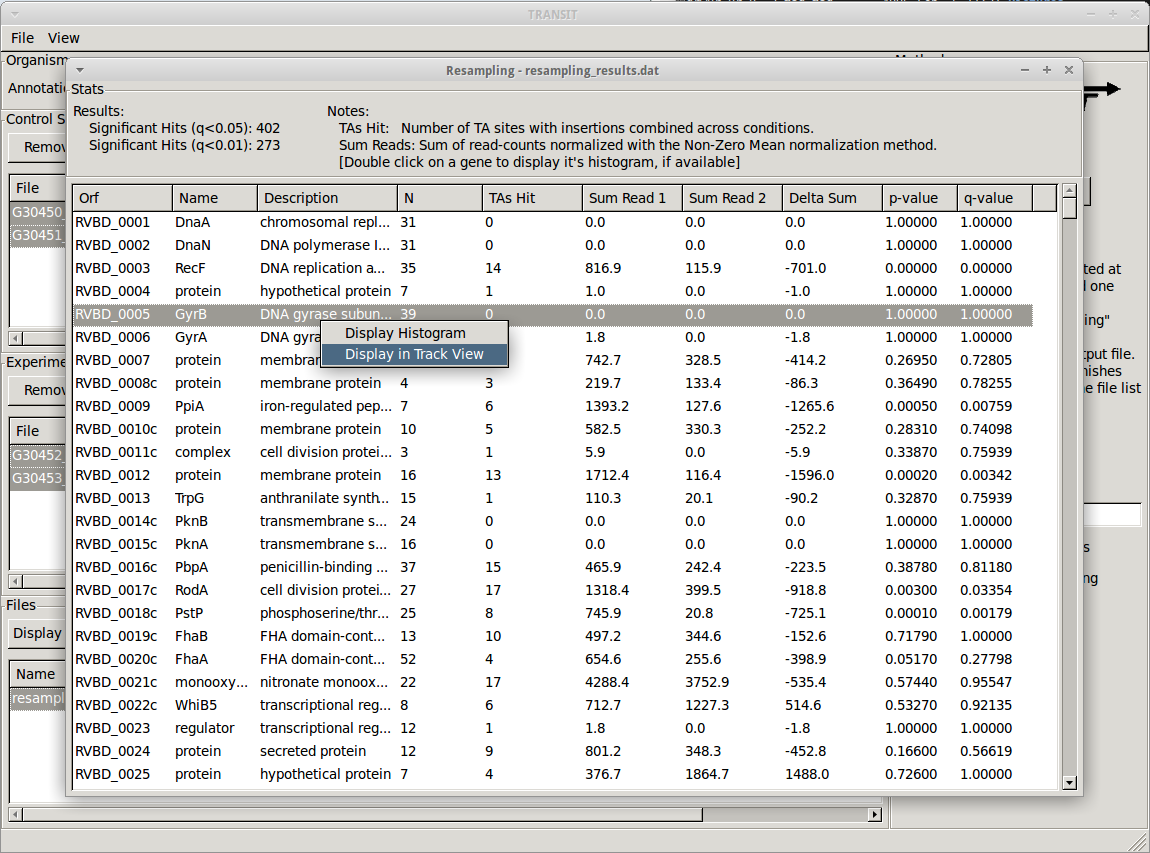 TRANSIT
File View
Organism
Annotati
Control S
Remov
File
G30450_
G30451_
Experime
Remov
File
G30452_
G30453_
Files
Display
Name
resampl
Resampling - resampling_results.dat
Stats
Results:
Significant Hits (q<0.05): 402
Significant Hits (q<0.01): 273
Notes:
TAs Hit: Number of TA sites with insertions combined across conditions.
Sum Reads: Sum of read-counts normalized with the Non-Zero Mean normalization method.
[Double click on a gene to display it's histogram, if available]
Orf Name Description N TAs Hit Sum Read 1 Sum Read 2 Delta Sum p-value q-value
RVBD_0001 DnaA chromosomal repl... 31 0 0.0 0.0 0.0 1.00000 1.00000
RVBD_0002 DnaN DNA polymerase I... 31 0 0.0 0.0 0.0 1.00000 1.00000
RVBD_0003 RecF DNA replication a... 35 14 816.9 115.9 -701.0 0.00000 0.00000
RVBD_0004 protein hypothetical protein 7 1 1.0 0.0 -1.0 1.00000 1.00000
RVBD_0005 GyrB DNA gyrase subun... 39 0 0.0 0.0 0.0 1.00000 1.00000
RVBD_0006 GyrA DNA gyra 1.8 0.0 -1.8 1.00000 1.00000
RVBD_0007 protein membrar 742.7 328.5 -414.2 0.26950 0.72805
Display Histogram
Display in Track View
RVBD_0008c protein membrane protein 4 3 219.7 133.4 -86.3 0.36490 0.78255
RVBD_0009 PpiA iron-regulated pep... 7 6 1393.2 127.6 -1265.6 0.00050 0.00759
RVBD_0010c protein membrane protein 10 5 582.5 330.3 -252.2 0.28310 0.74098
RVBD_0011c complex cell division protei... 3 1 5.9 0.0 -5.9 0.33870 0.75939
RVBD_0012 protein membrane protein 16 13 1712.4 116.4 -1596.0 0.00020 0.00342
RVBD_0013 TrpG anthranilate synth... 15 1 110.3 20.1 -90.2 0.32870 0.75939
RVBD_0014c PknB transmembrane s... 24 0 0.0 0.0 0.0 1.00000 1.00000
RVBD_0015c PknA transmembrane s... 16 0 0.0 0.0 0.0 1.00000 1.00000
RVBD_0016c PbpA penicillin-binding ... 37 15 465.9 242.4 -223.5 0.38780 0.81180
RVBD_0017c RodA cell division protei... 27 17 1318.4 399.5 -918.8 0.00300 0.03354
RVBD_0018c PstP phosphoserine/thr... 25 8 745.9 20.8 -725.1 0.00010 0.00179
RVBD_0019c FhaB FHA domain-cont... 13 10 497.2 344.6 -152.6 0.71790 1.00000
RVBD_0020c FhaA FHA domain-cont... 52 4 654.6 255.6 -398.9 0.05170 0.27798
RVBD_0021c monooxy... nitronate monoox... 22 17 4288.4 3752.9 -535.4 0.57440 0.95547
RVBD_0022c WhiB5 transcriptional reg... 8 6 712.7 1227.3 514.6 0.53270 0.92135
RVBD_0023 regulator transcriptional reg... 12 1 1.8 0.0 -1.8 1.00000 1.00000
RVBD_0024 protein secreted protein 12 9 801.2 348.3 -452.8 0.16600 0.56619
RVBD_0025 protein hypothetical protein 7 4 376.7 1864.7 1488.0 0.72600 1.00000
ted at
one
ing"
put file.
ishes
e file list
s
ng